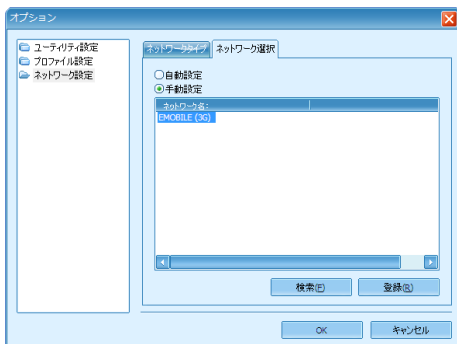 オプション
ユーティリティ設定
プロファイル設定
ネットワーク設定
ネットワークタイプ ネットワーク選択
自動設定
手動設定
ネットワーク名:
EMOBILE (3G)
検索(F) 登録(R)
OK キャンセル